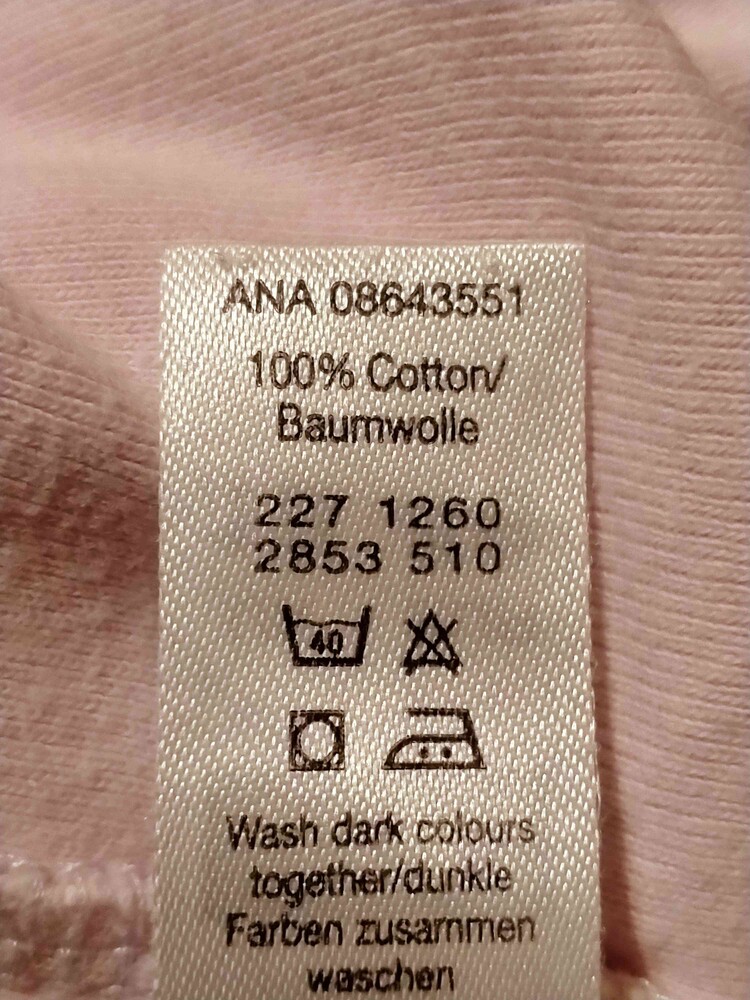 ANA 08643551
100% Cotton/
Baumwolle
227 1260
2853 510
40
Wash dark colours
together/dunkle
Farben zusammen
waschen